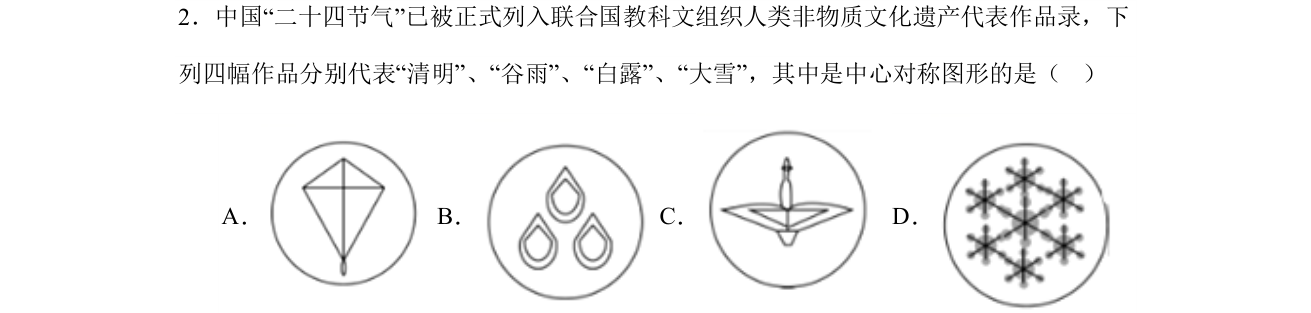 2．中国“二十四节气”已被正式列入联合国教科文组织人类非物质文化遗产代表作品录，下
列四幅作品分别代表“清明”、“谷雨”、“白露”、“大雪”，其中是中心对称图形的是（　）
A． B． C． D．